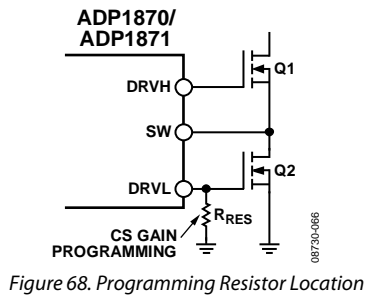 ADP1870/
ADP1871
DRVH
Q1
SW
DRVL
Q2
R_RES
CS GAIN
PROGRAMMING
08730-066
Figure 68. Programming Resistor Location